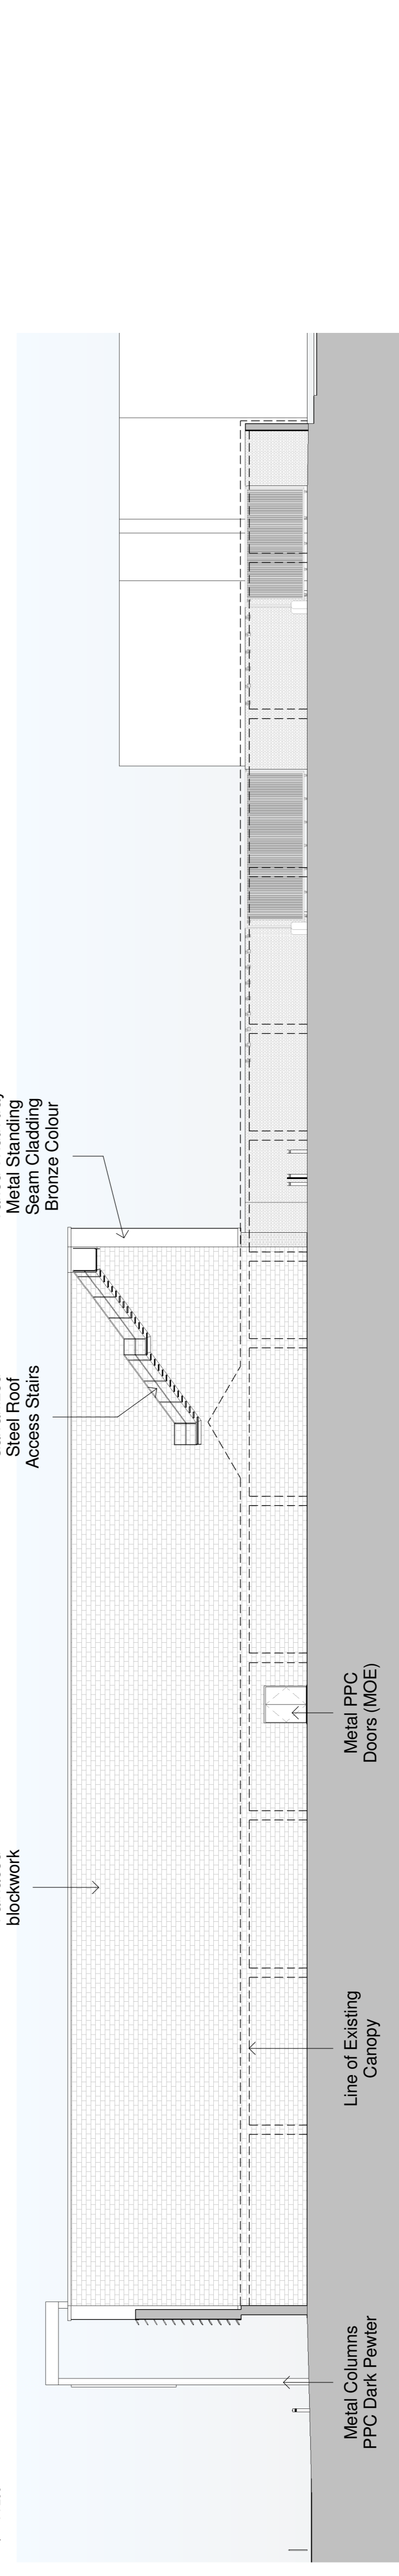 blockwork
Steel Roof
Access Stairs
Metal Standing
Seam Cladding
Bronze Colour
Metal Columns
PPC Dark Pewter
Line of Existing
Canopy
Metal PPC
Doors (MOE)